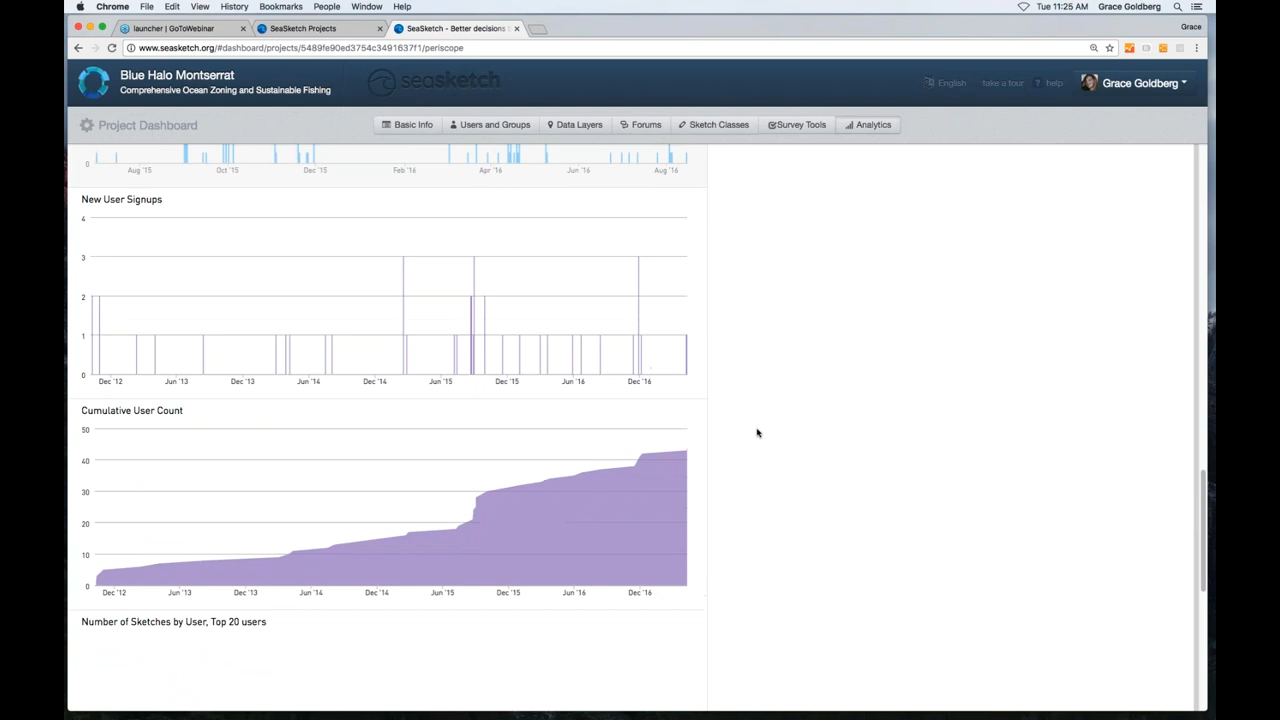 Chrome File Edit View History Bookmarks People Window Help Tue 11:25 AM Grace Goldberg
launcher | GoToWebinar SeaSketch Projects SeaSketch - Better decisions Grace
www.seasketch.org/#dashboard/projects/5489fe90ed3754c3491637f1/periscope
Blue Halo Montserrat
Comprehensive Ocean Zoning and Sustainable Fishing
seasketch English take a tour ? help Grace Goldberg
Project Dashboard Basic Info Users and Groups Data Layers Forums Sketch Classes Survey Tools Analytics
0
Aug '15 Oct '15 Dec '15 Feb '16 Apr '16 Jun '16 Aug '16
New User Signups
4
3
2
1
0
Dec '12 Jun '13 Dec '13 Jun '14 Dec '14 Jun '15 Dec '15 Jun '16 Dec '16
Cumulative User Count
50
40
30
20
10
0
Dec '12 Jun '13 Dec '13 Jun '14 Dec '14 Jun '15 Dec '15 Jun '16 Dec '16
Number of Sketches by User, Top 20 users